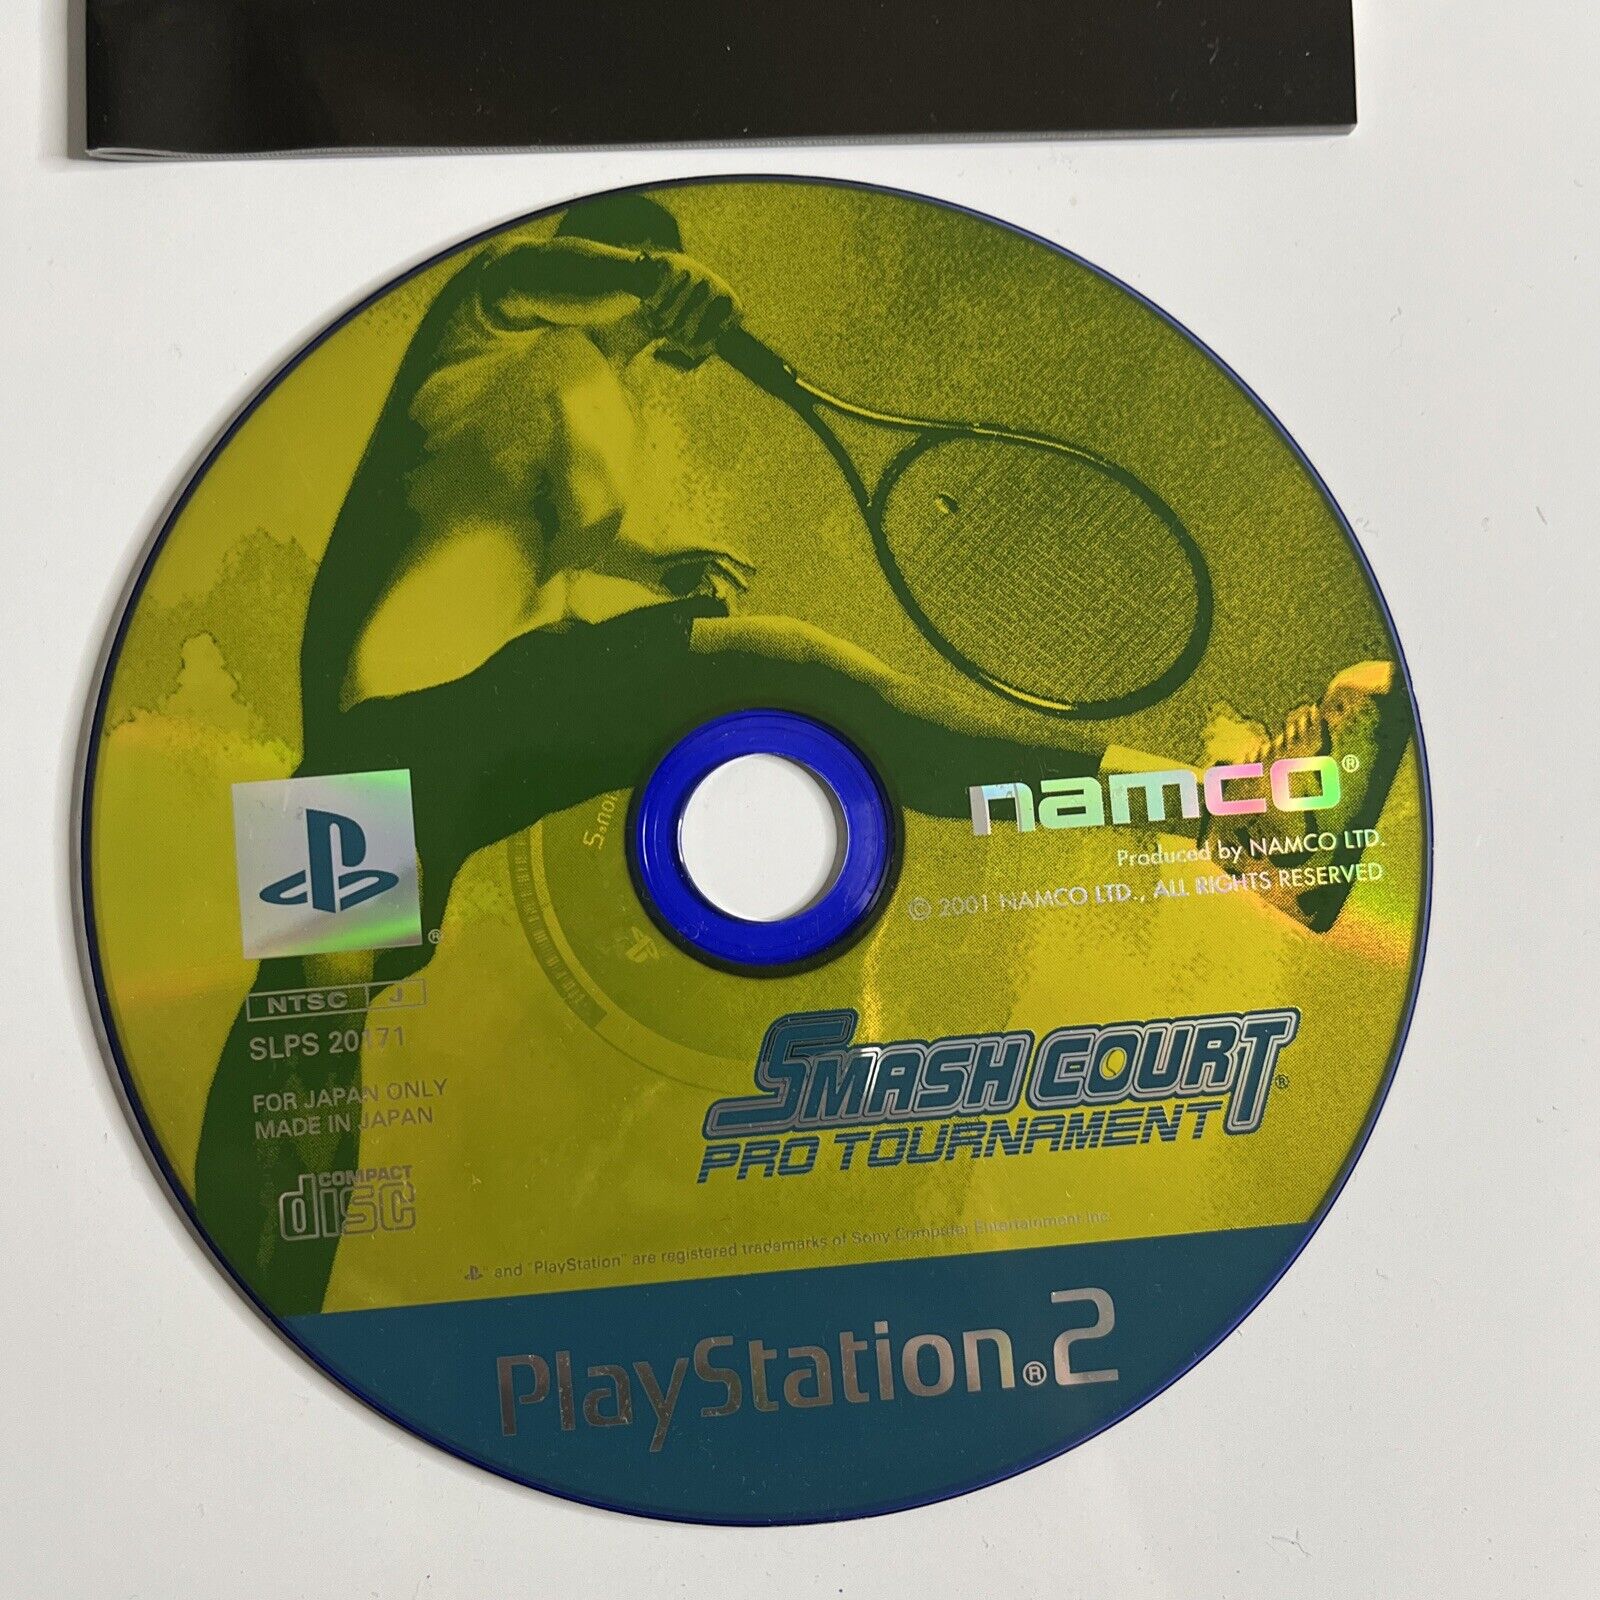 namco®
Produced by NAMCO LTD.
© 2001 NAMCO LTD., ALL RIGHTS RESERVED
®
NTSC J
SLPS 20171
FOR JAPAN ONLY
MADE IN JAPAN
COMPACT
disc
SMASH COURT®
PRO TOURNAMENT
" " and "PlayStation" are registered trademarks of Sony Computer Entertainment Inc.
PlayStation®2